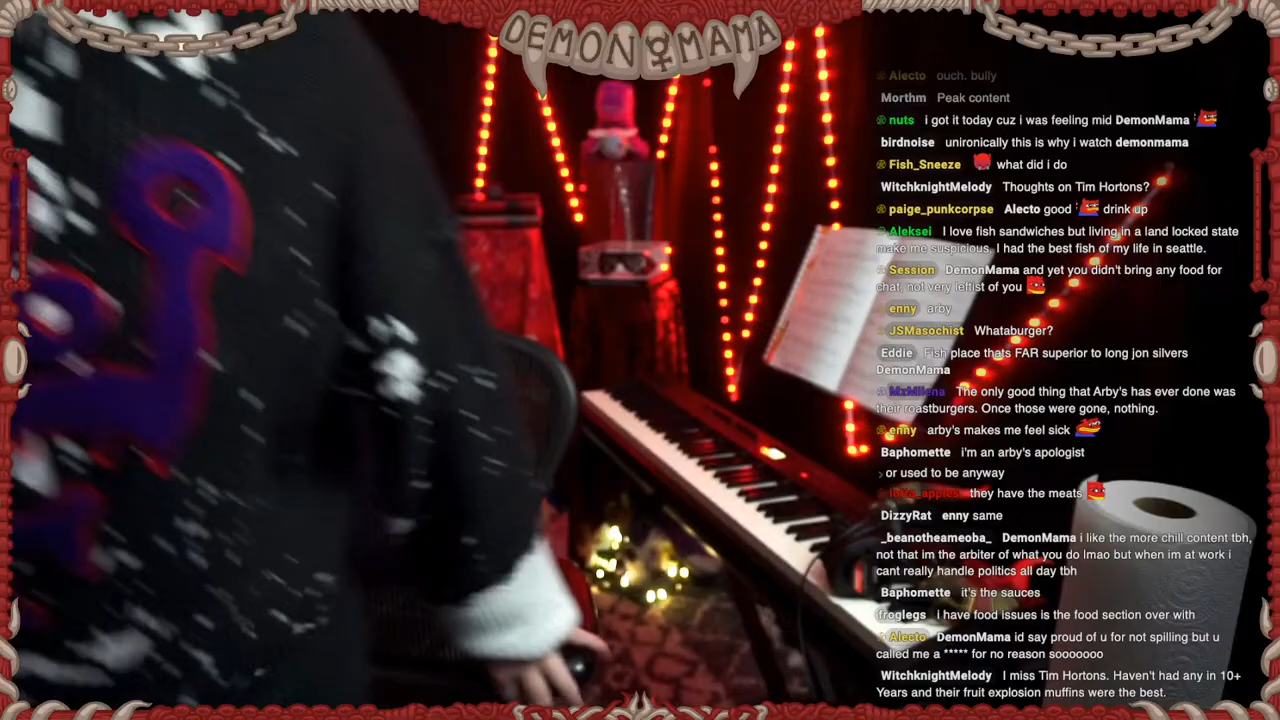 DEMON MAMA
Alecto ouch. bully
Morthm Peak content
nuts i got it today cuz i was feeling mid DemonMama
birdnoise unironically this is why i watch demonmama
Fish_Sneeze what did i do
WitchknightMelody Thoughts on Tim Hortons?
paige_punkcorpse Alecto good drink up
Aleksei I love fish sandwiches but living in a land locked state
make me suspicious, I had the best fish of my life in seattle.
Session DemonMama and yet you didn't bring any food for
chat, not very leftist of you
enny arby
JSMasochist Whataburger?
Eddie Fish place thats FAR superior to long jon silvers
DemonMama
MzMilena The only good thing that Arby's has ever done was
their roastburgers. Once those were gone, nothing.
enny arby's makes me feel sick
Baphomette i'm an arby's apologist
or used to be anyway
they have the meats
DizzyRat enny same
_beanotheameoba_ DemonMama i like the more chill content tbh,
not that im the arbiter of what you do lmao but when im at work i
cant really handle politics all day tbh
Baphomette it's the sauces
froglegs i have food issues is the food section over with
Alecto DemonMama id say proud of u for not spilling but u
called me a ***** for no reason sooooooo
WitchknightMelody I miss Tim Hortons. Haven't had any in 10+
Years and their fruit explosion muffins were the best.